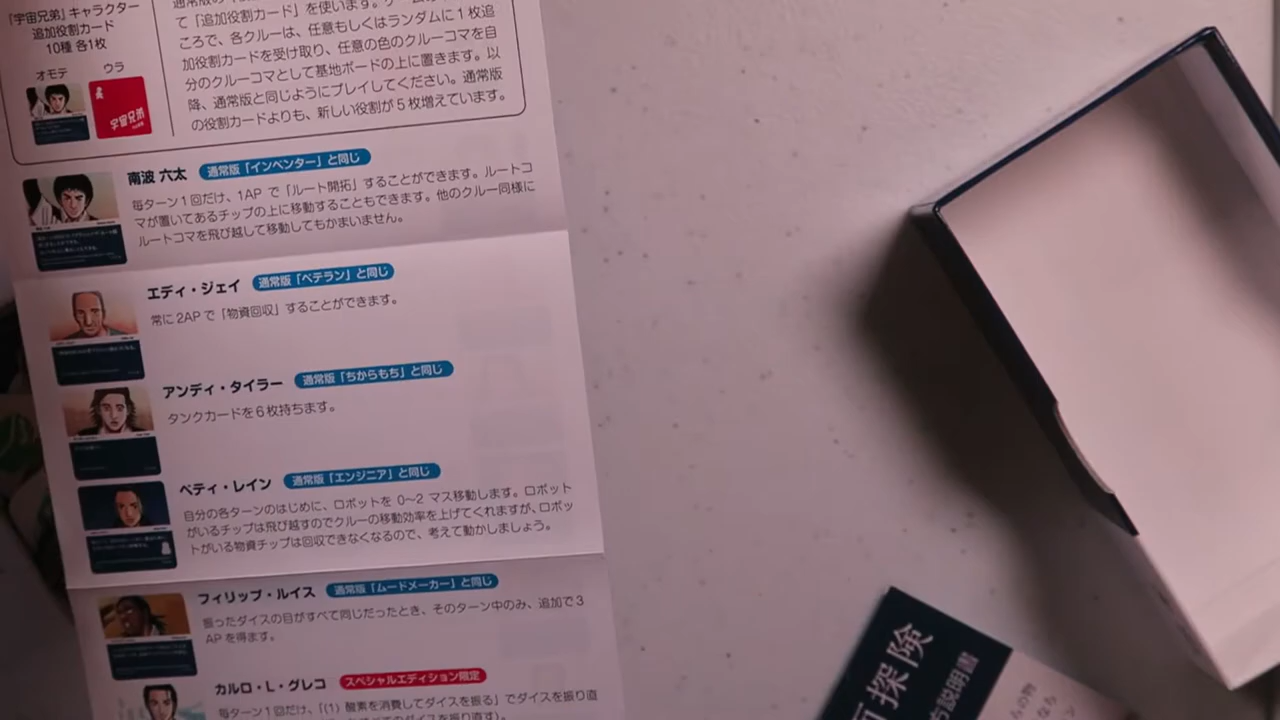 『宇宙兄弟』キャラクター
追加役割カード
10種 各1枚
オモテ
ウラ
宇宙兄弟
て「追加役割カード」を使います。
ころで、各クルーは、任意もしくはランダムに1枚追
加役割カードを受け取り、任意の色のクルーコマを自
分のクルーコマとして基地ボードの上に置きます。以
降、通常版と同じようにプレイしてください。通常版
の役割カードよりも、新しい役割が5枚増えています。
南波 六太 通常版「インベンター」と同じ
毎ターン1回だけ、1APで「ルート開拓」することができます。ルートコ
マが置いてあるチップの上に移動することもできます。他のクルー同様に
ルートコマを飛び越して移動してもかまいません。
エディ・ジェイ 通常版「ベテラン」と同じ
常に2APで「物資回収」することができます。
アンディ・タイラー 通常版「ちからもち」と同じ
タンクカードを6枚持ちます。
ベティ・レイン 通常版「エンジニア」と同じ
自分の各ターンのはじめに、ロボットを 0〜2 マス移動します。ロボット
がいるチップは飛び越すのでクルーの移動効率を上げてくれますが、ロボッ
トがいる物資チップは回収できなくなるので、考えて動かしましょう。
フィリップ・ルイス 通常版「ムードメーカー」と同じ
振ったダイスの目がすべて同じだったとき、そのターン中のみ、追加で3
APを得ます。
カルロ・L・グレコ スペシャルエディション限定
毎ターン1回だけ、「(1) 酸素を消費してダイスを振る」でダイスを振り直
すべてのダイスを振り直す)。
面探険
方説明書